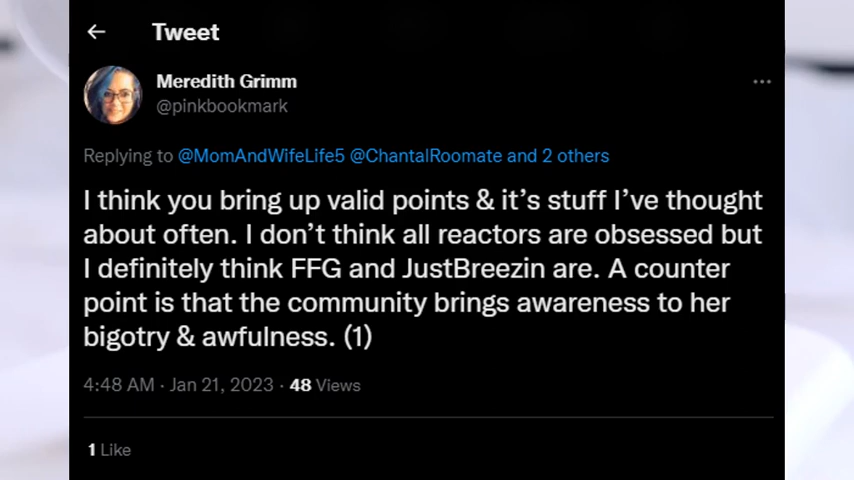 Tweet
Meredith Grimm
@pinkbookmark
Replying to @MomAndWifeLife5 @ChantalRoomate and 2 others
I think you bring up valid points & it's stuff I've thought
about often. I don't think all reactors are obsessed but
I definitely think FFG and JustBreezin are. A counter
point is that the community brings awareness to her
bigotry & awfulness. (1)
4:48 AM · Jan 21, 2023 · 48 Views
1 Like